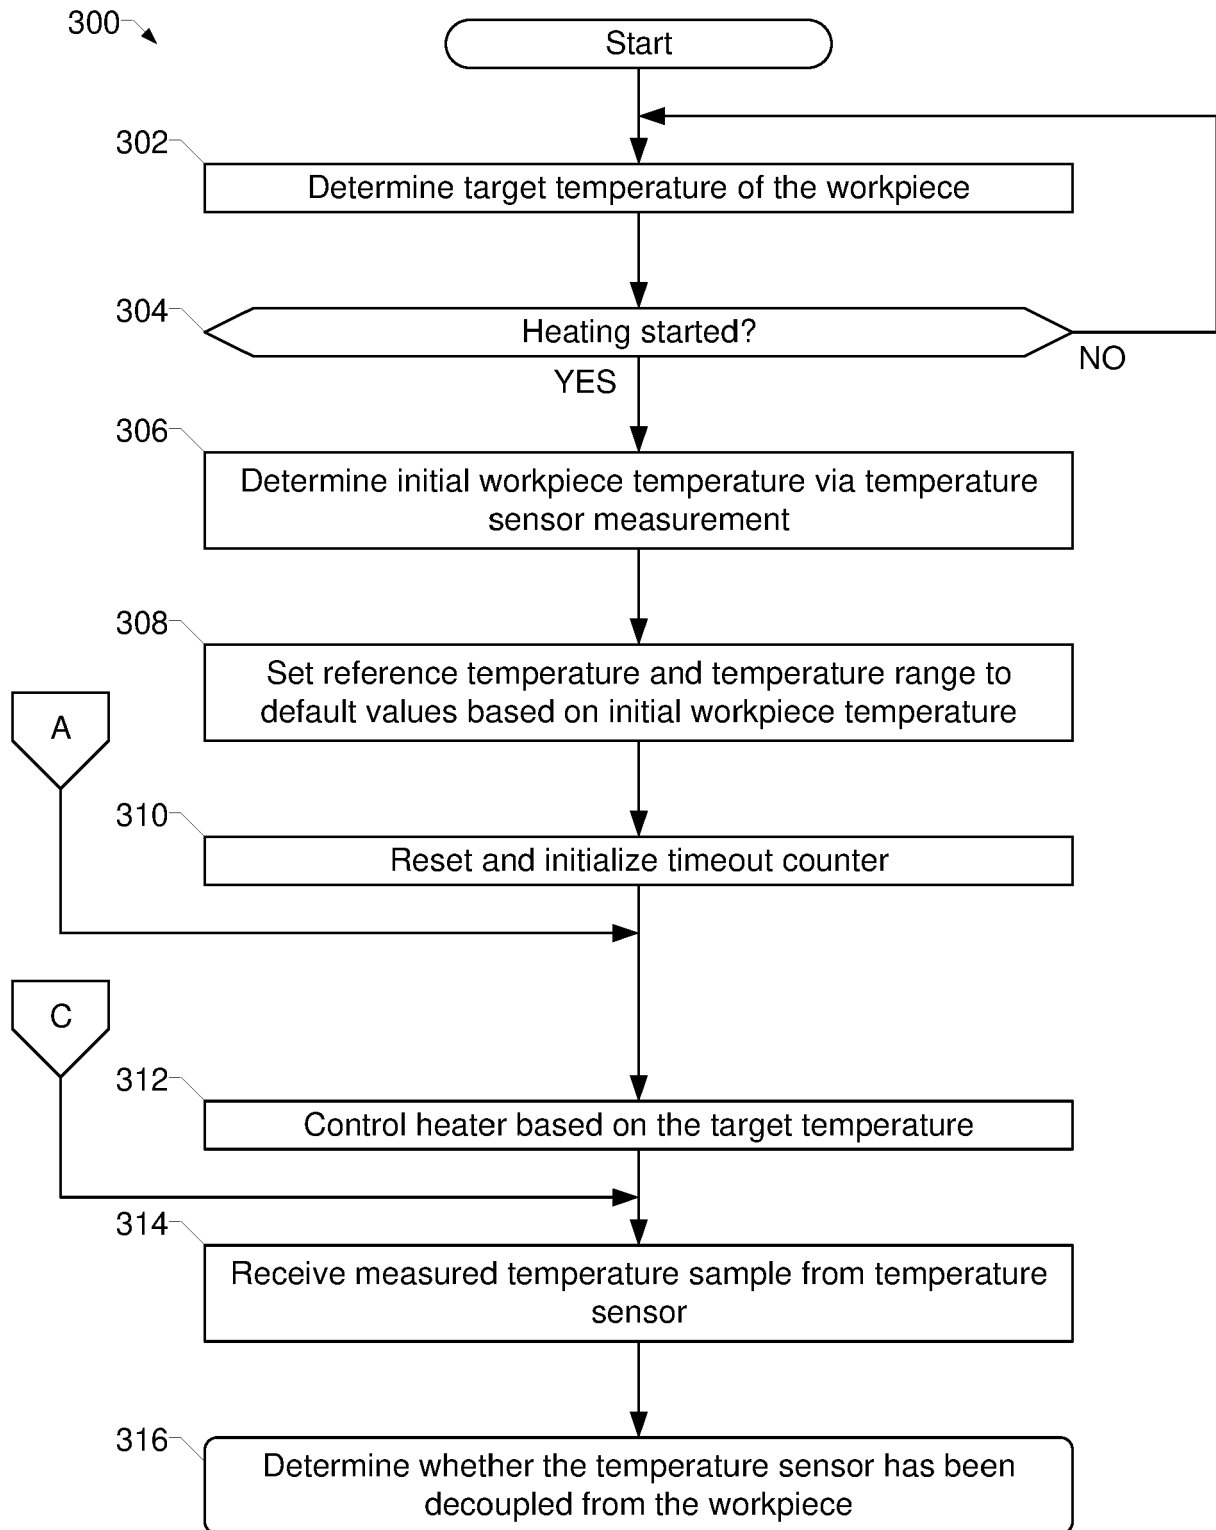 300
Start
302
Determine target temperature of the workpiece
304
Heating started?
NO
YES
306
Determine initial workpiece temperature via temperature
sensor measurement
308
Set reference temperature and temperature range to
default values based on initial workpiece temperature
A
310
Reset and initialize timeout counter
C
312
Control heater based on the target temperature
314
Receive measured temperature sample from temperature
sensor
316
Determine whether the temperature sensor has been
decoupled from the workpiece